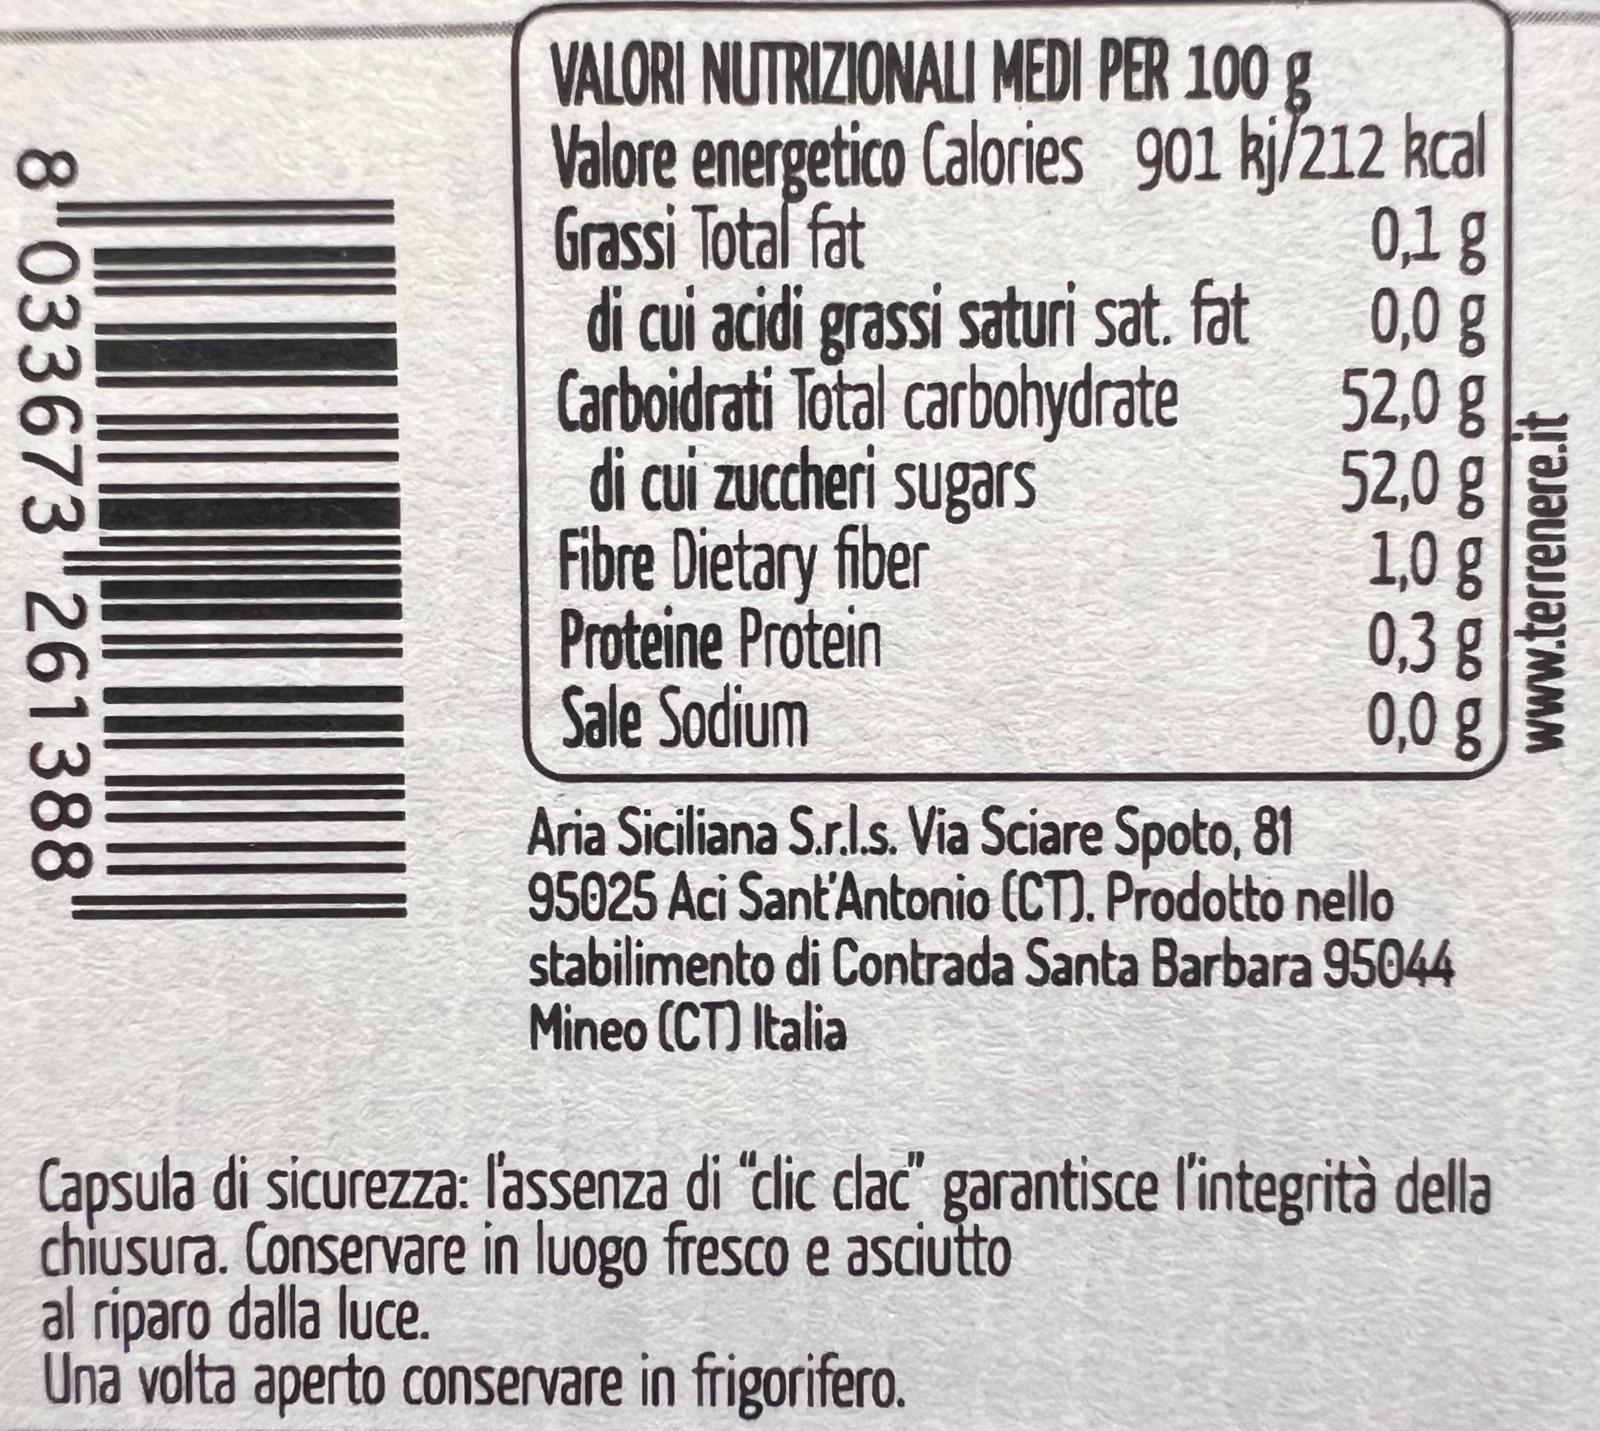 VALORI NUTRIZIONALI MEDI PER 100 g
Valore energetico Calories 901 kj/212 kcal
Grassi Total fat 0,1 g
di cui acidi grassi saturi sat. fat 0,0 g
Carboidrati Total carbohydrate 52,0 g
di cui zuccheri sugars 52,0 g
Fibre Dietary fiber 1,0 g
Proteine Protein 0,3 g
Sale Sodium 0,0 g
www.terrenere.it
8 033673 261388
Aria Siciliana S.r.l.s. Via Sciare Spoto, 81
95025 Aci Sant'Antonio (CT). Prodotto nello
stabilimento di Contrada Santa Barbara 95044
Mineo (CT) Italia
Capsula di sicurezza: l'assenza di "clic clac" garantisce l'integrità della
chiusura. Conservare in luogo fresco e asciutto
al riparo dalla luce.
Una volta aperto conservare in frigorifero.